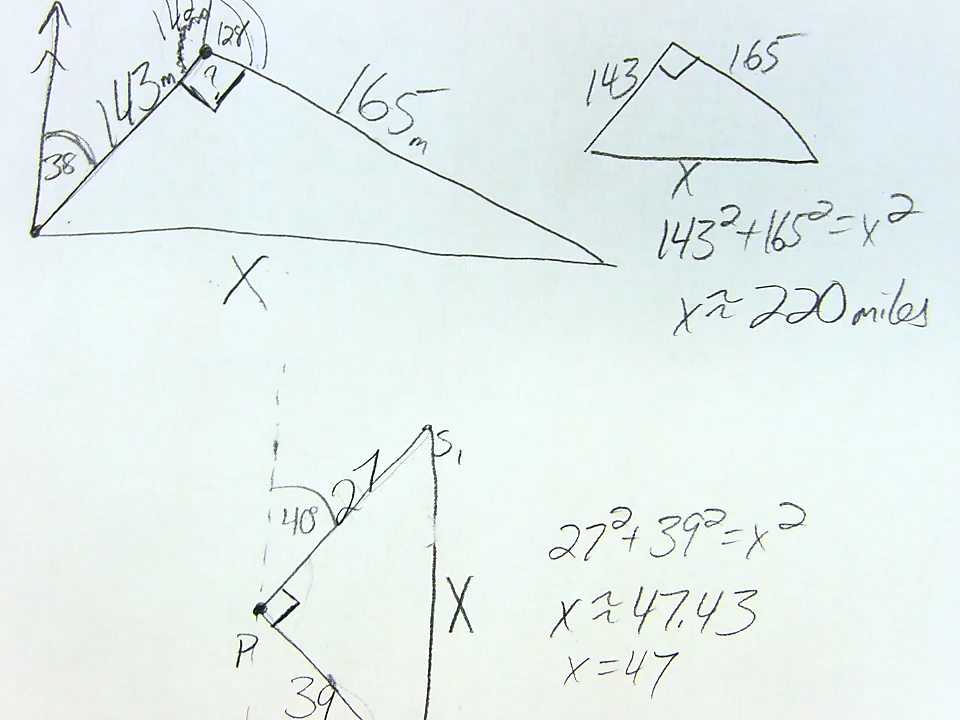 142
128
?
143m
165m
38
X
143
165
X
143²+165²=x²
x≈220 miles
S₁
27
40°
P
39
X
27²+39²=x²
x≈47.43
x=47